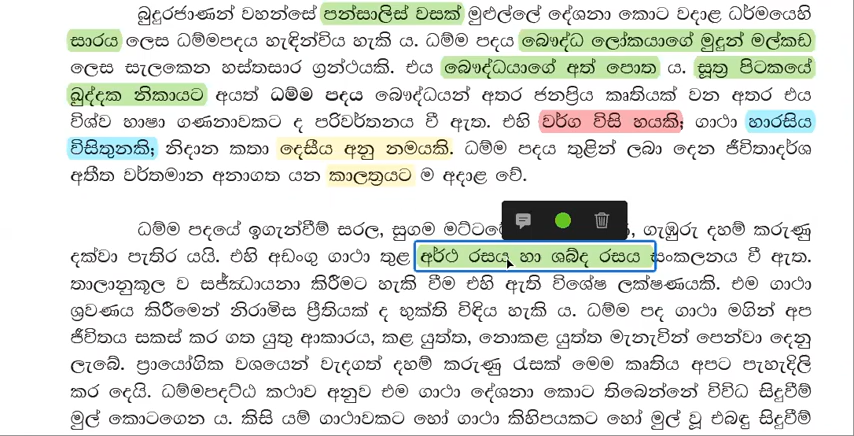 බුදුරජාණන් වහන්සේ පන්සාලිස් වසක් මුළුල්ලේ දේශනා කොට වදාළ ධර්මයෙහි
සාරය ලෙස ධම්මපදය හැඳින්විය හැකි ය. ධම්ම පදය බෞද්ධ ලෝකයාගේ මුදුන් මල්කඩ
ලෙස සැලකෙන හස්තසාර ග්‍රන්ථයකි. එය බෞද්ධයාගේ අත් පොත ය. සූත්‍ර පිටකයේ
ඛුද්දක නිකායට අයත් ධම්ම පදය බෞද්ධයන් අතර ජනප්‍රිය කෘතියක් වන අතර එය
විශ්ව භාෂා ගණනාවකට ද පරිවර්තනය වී ඇත. එහි වර්ග විසි හයකි; ගාථා හාරසිය
විසිතුනකි; නිදාන කතා දෙසීය අනු නමයකි. ධම්ම පදය තුළින් ලබා දෙන ජීවිතාදර්ශ
අතීත වර්තමාන අනාගත යන කාලත්‍රයට ම අදාළ වේ.
ධම්ම පදයේ ඉගැන්වීම් සරල, සුගම ගැඹුරු දහම් කරුණු
දක්වා පැතිර යයි. එහි අඩංගු ගාථා තුළ අර්ථ රසය හා ශබ්ද රසය සංකලනය වී ඇත.
තාලානුකූල ව සජ්ඣායනා කිරීමට හැකි වීම එහි ඇති විශේෂ ලක්ෂණයකි. එම ගාථා
ශ්‍රවණය කිරීමෙන් නිරාමිස ප්‍රීතියක් ද භුක්ති විඳිය හැකි ය. ධම්ම පද ගාථා මගින් අප
ජීවිතය සකස් කර ගත යුතු ආකාරය, කළ යුත්ත, නොකළ යුත්ත මැනැවින් පෙන්වා දෙනු
ලැබේ. ප්‍රායෝගික වශයෙන් වැදගත් දහම් කරුණු රැසක් මෙම කෘතිය අපට පැහැදිලි
කර දෙයි. ධම්මපදට්ඨ කථාව අනුව එම ගාථා දේශනා කොට තිබෙන්නේ විවිධ සිදුවීම්
මුල් කොටගෙන ය. කිසි යම් ගාථාවකට හෝ ගාථා කිහිපයකට හෝ මුල් වූ එබඳු සිදුවීම්